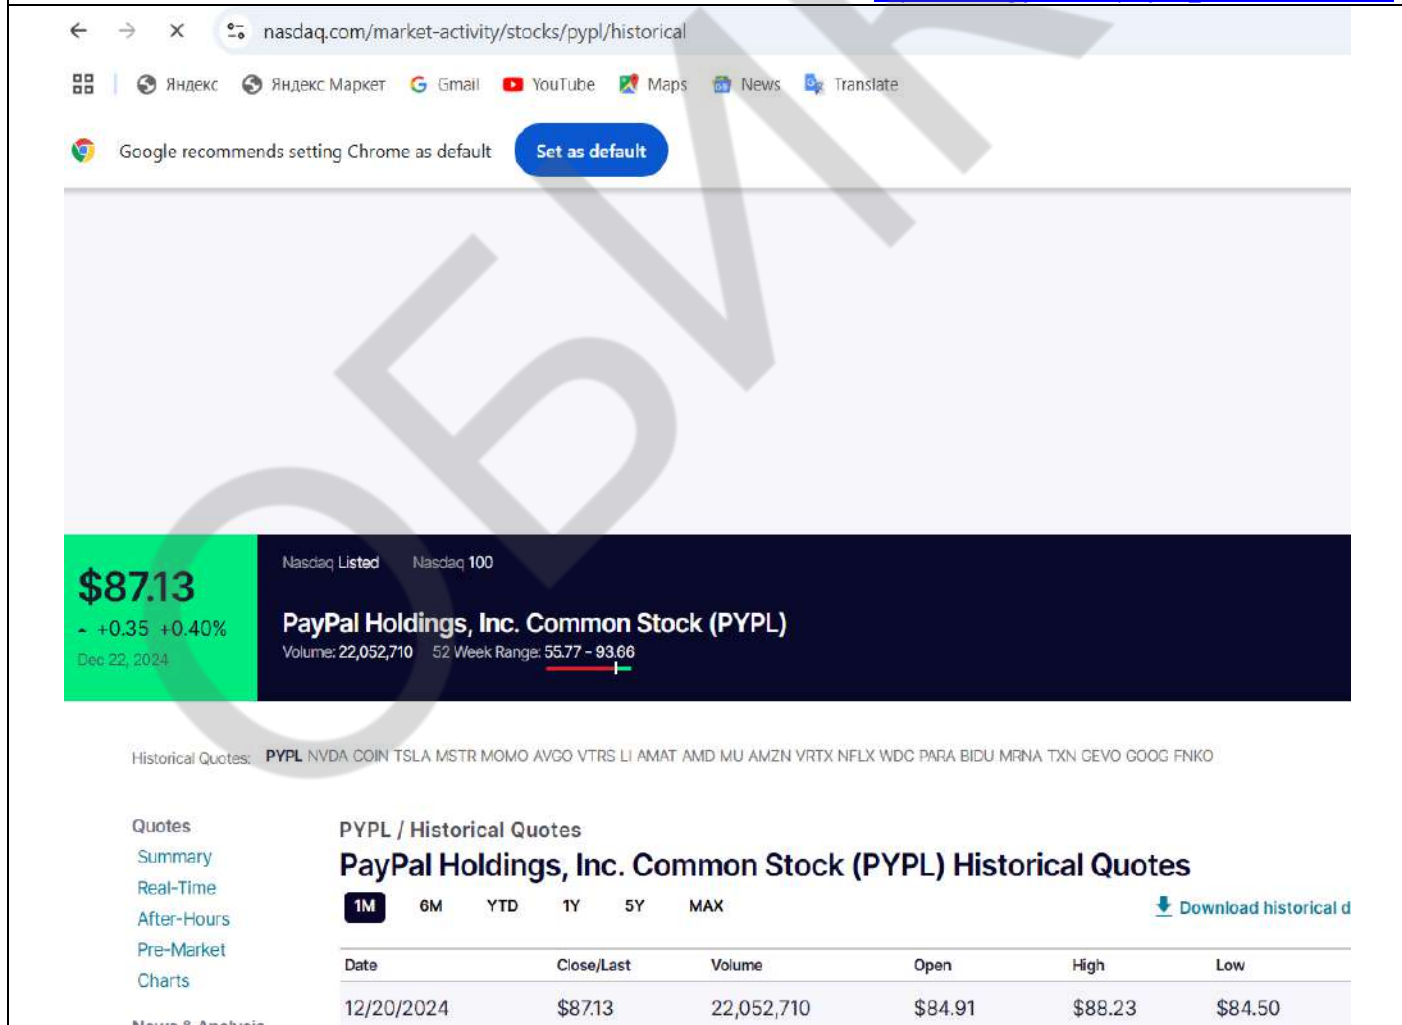 nasdaq.com/market-activity/stocks/pypl/historical
Яндекс Яндекс Маркет Gmail YouTube Maps News Translate
Google recommends setting Chrome as default Set as default
Nasdaq Listed Nasdaq 100
$87.13
+0.35 +0.40%
PayPal Holdings, Inc. Common Stock (PYPL)
Volume: 22,052,710 52 Week Range: 55.77 - 93.66
Dec 22, 2024
Historical Quotes: PYPL NVDA COIN TSLA MSTR MOMO AVGO VTRS LI AMAT AMD MU AMZN VRTX NFLX WDC PARA BIDU MRNA TXN GEVO GOOG FNKO
Quotes
Summary
Real-Time
After-Hours
Pre-Market
Charts
News & Analysis
PYPL / Historical Quotes
PayPal Holdings, Inc. Common Stock (PYPL) Historical Quotes
1M 6M YTD 1Y 5Y MAX Download historical d
Date Close/Last Volume Open High Low
12/20/2024 $87.13 22,052,710 $84.91 $88.23 $84.50